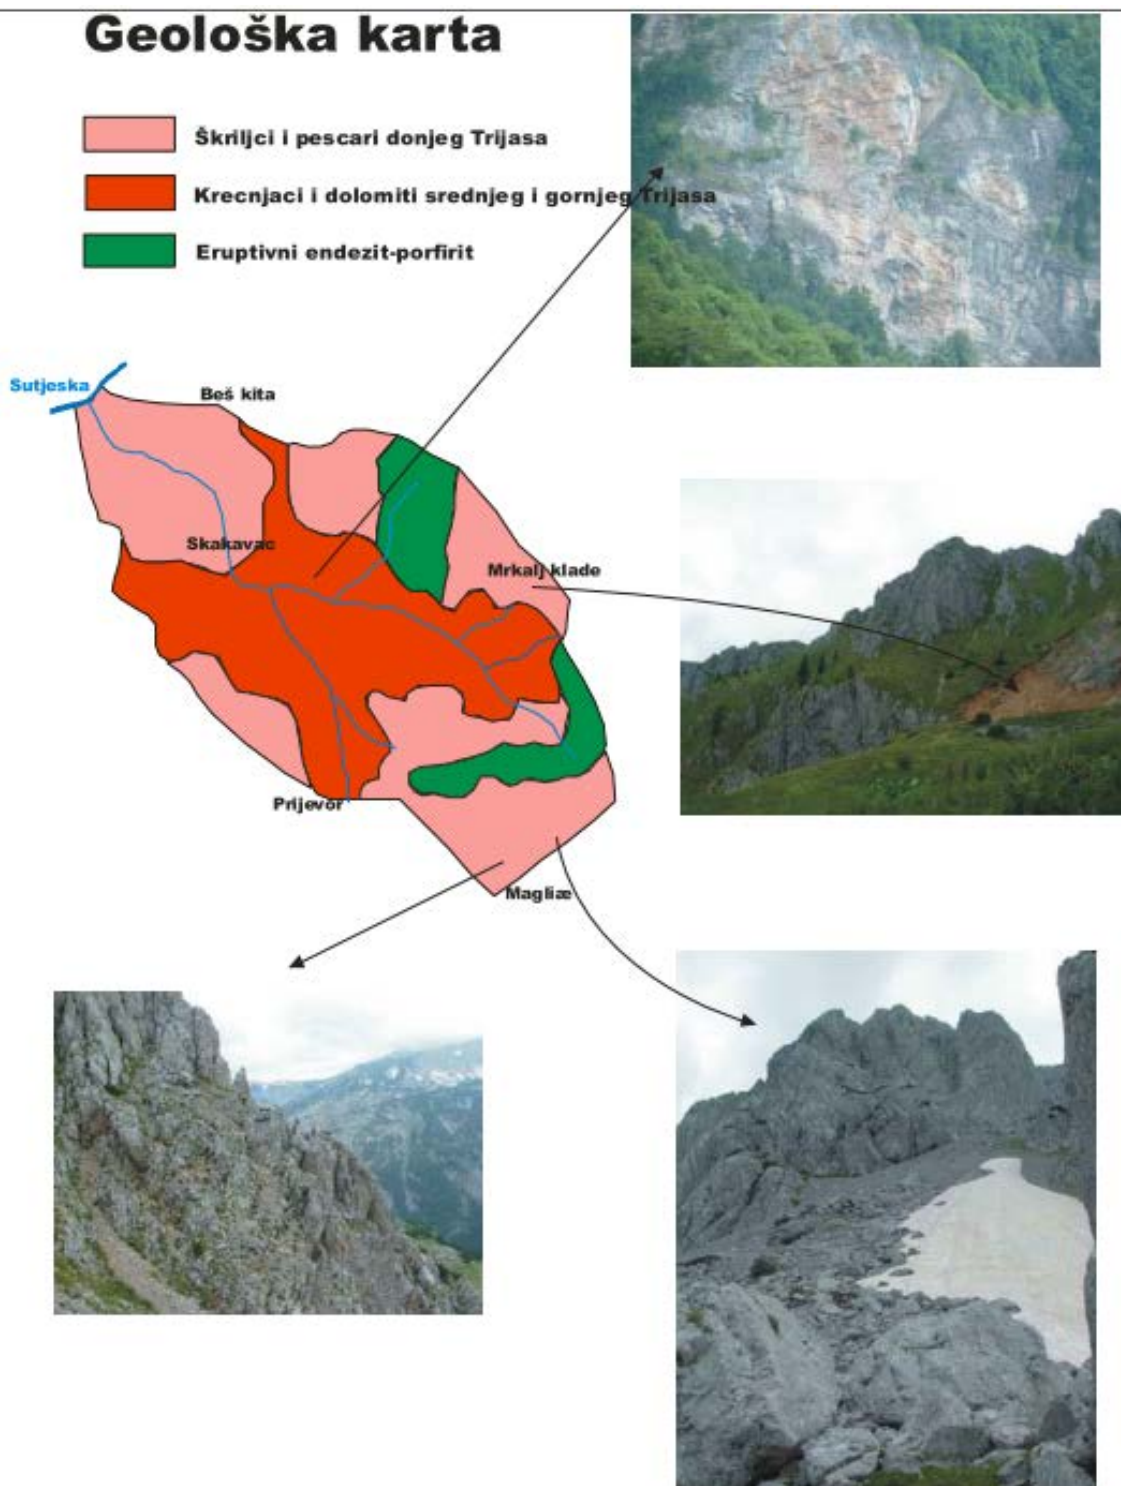 Geološka karta
Škriljci i pescari donjeg Trijasa
Krecnjaci i dolomiti srednjeg i gornjeg Trijasa
Eruptivni endezit-porfirit
Sutjeska
Beš kita
Skakavac
Mrkalj klade
Prijevor
Magliæ